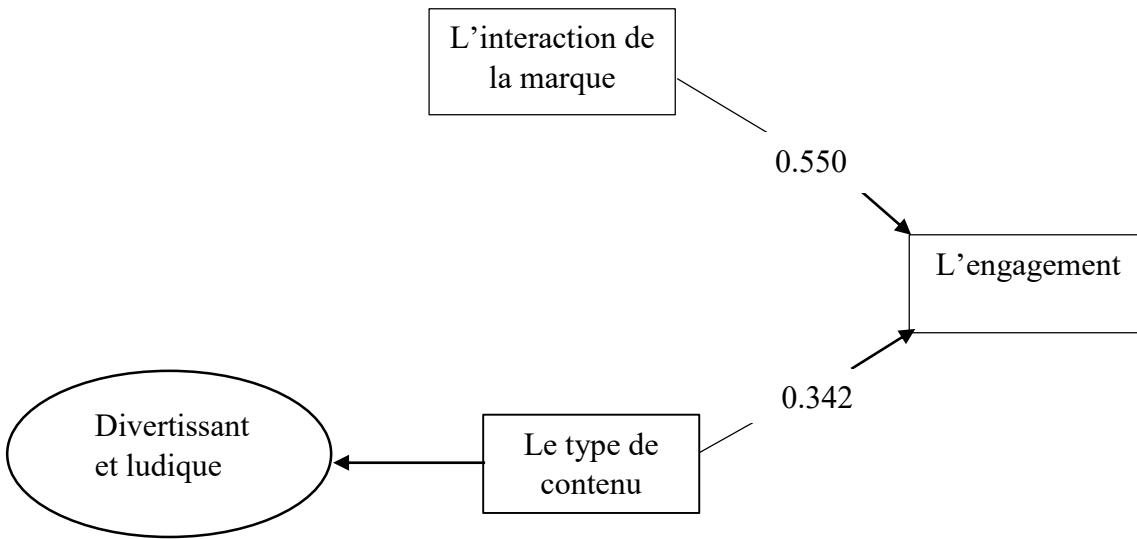 L’interaction de
la marque
0.550
L’engagement
0.342
Divertissant
et ludique
Le type de
contenu